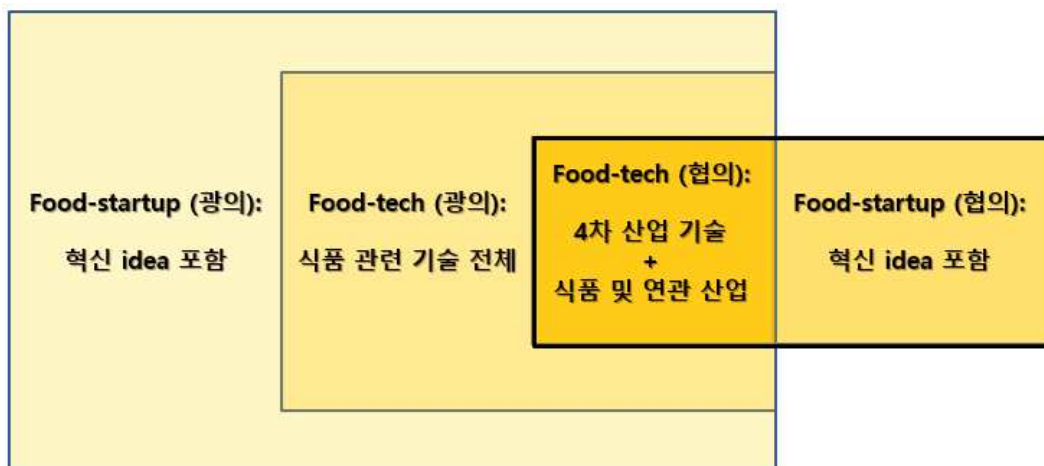 Food-startup (광의):
혁신 idea 포함
Food-tech (광의):
식품 관련 기술 전체
Food-tech (협의):
4차 산업 기술
+
식품 및 연관 산업
Food-startup (협의):
혁신 idea 포함